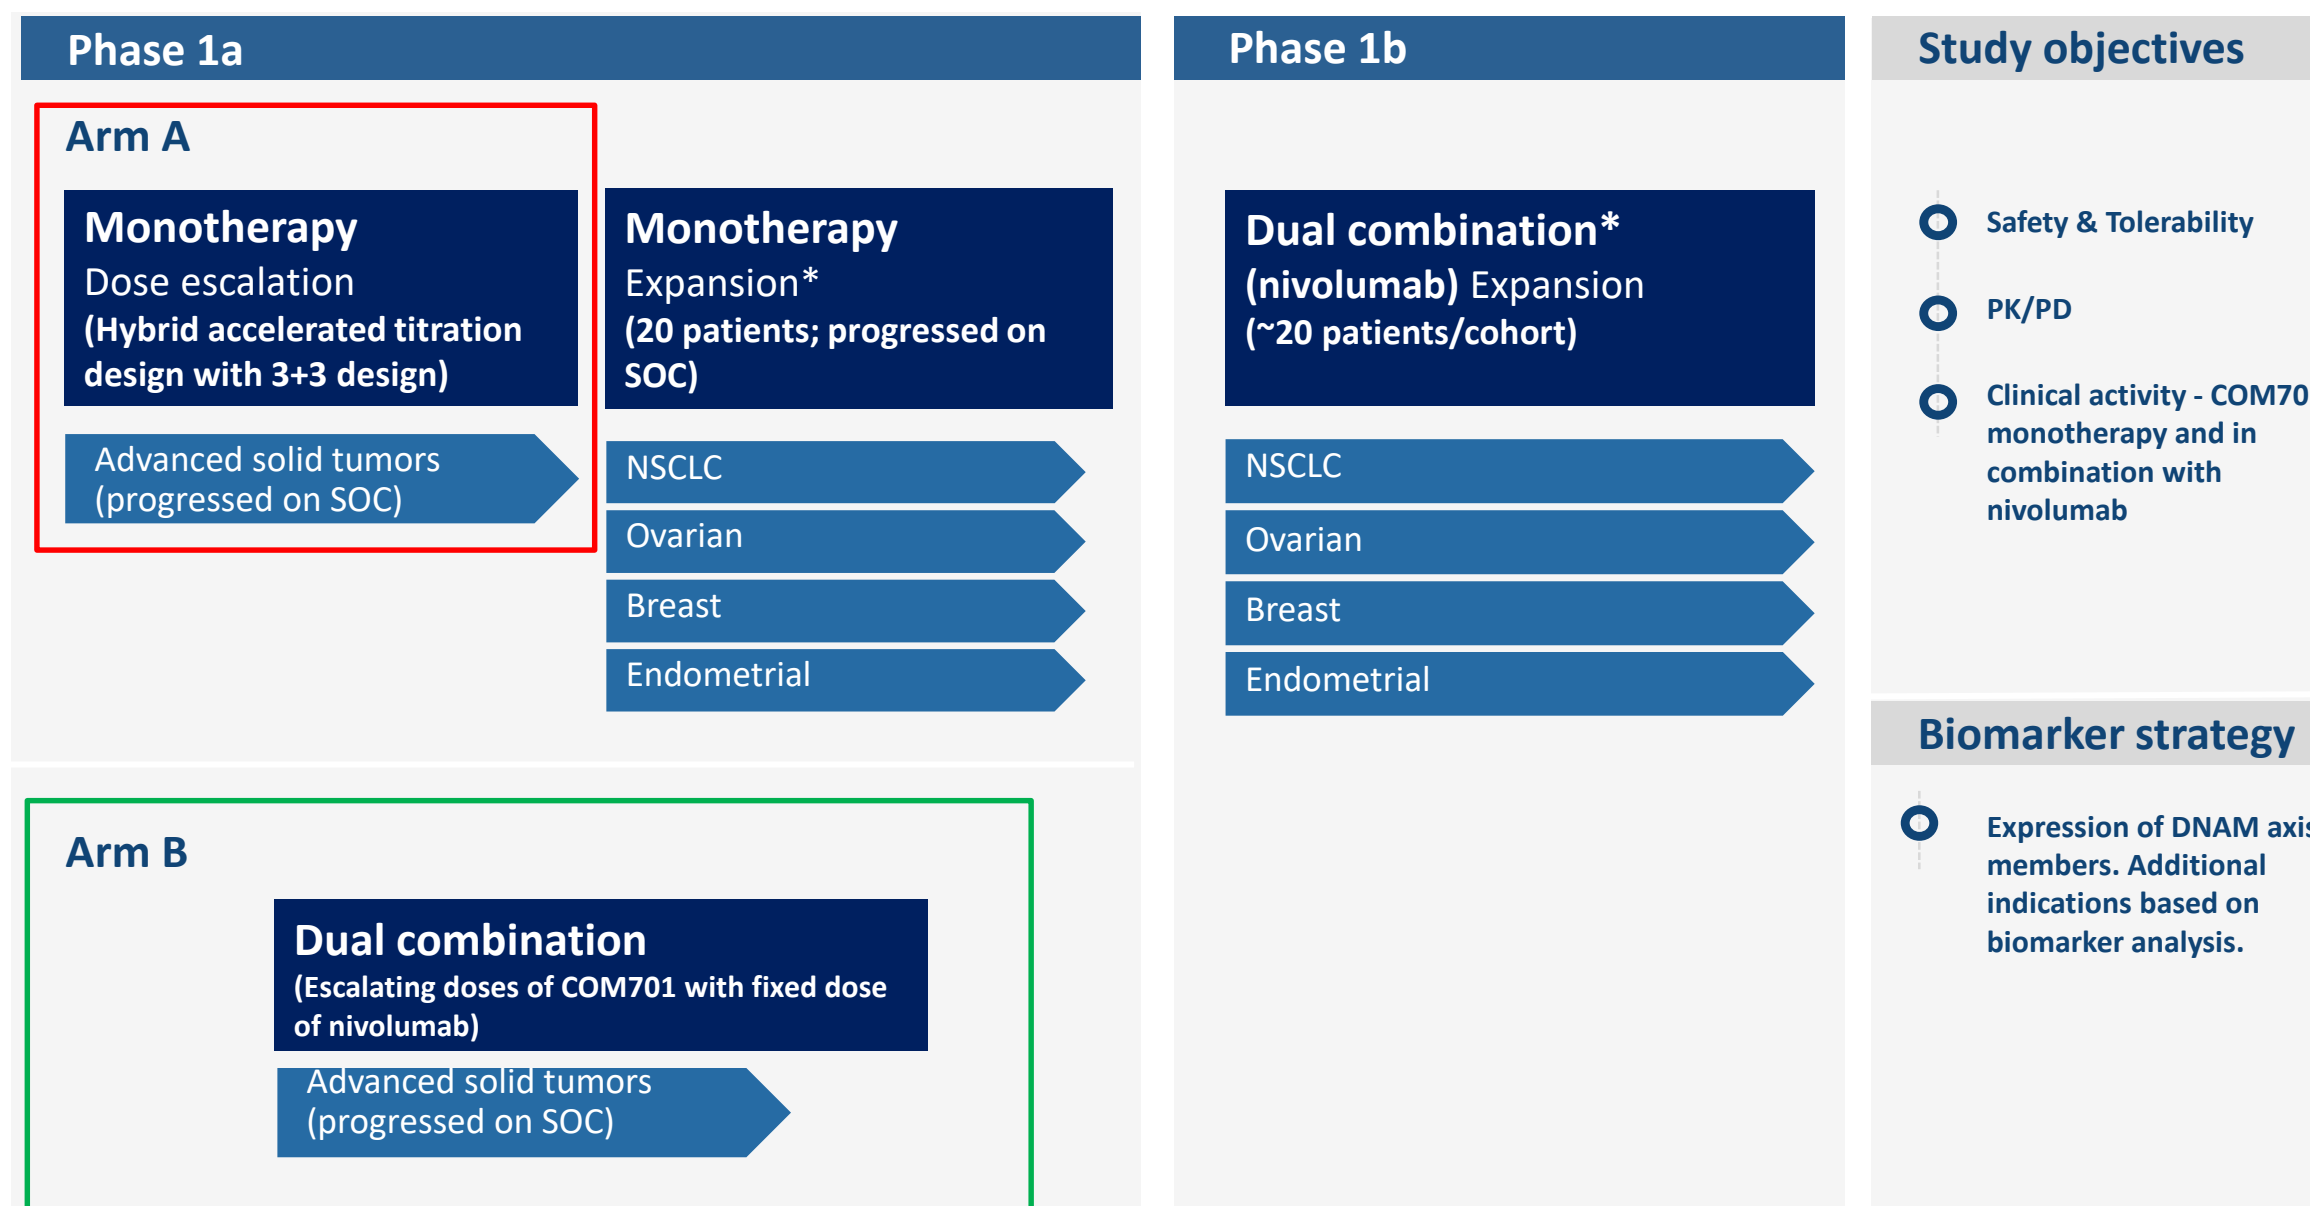 Phase 1a
Arm A
Monotherapy
Dose escalation
(Hybrid accelerated titration
design with 3+3 design)
Advanced solid tumors
(progressed on SOC)
Monotherapy
Expansion*
(20 patients; progressed on
SOC)
NSCLC
Ovarian
Breast
Endometrial
Arm B
Dual combination
(Escalating doses of COM701 with fixed dose
of nivolumab)
Advanced solid tumors
(progressed on SOC)
Phase 1b
Dual combination*
(nivolumab) Expansion
(~20 patients/cohort)
NSCLC
Ovarian
Breast
Endometrial
Study objectives
Safety & Tolerability
PK/PD
Clinical activity - COM70
monotherapy and in
combination with
nivolumab
Biomarker strategy
Expression of DNAM axis
members. Additional
indications based on
biomarker analysis.